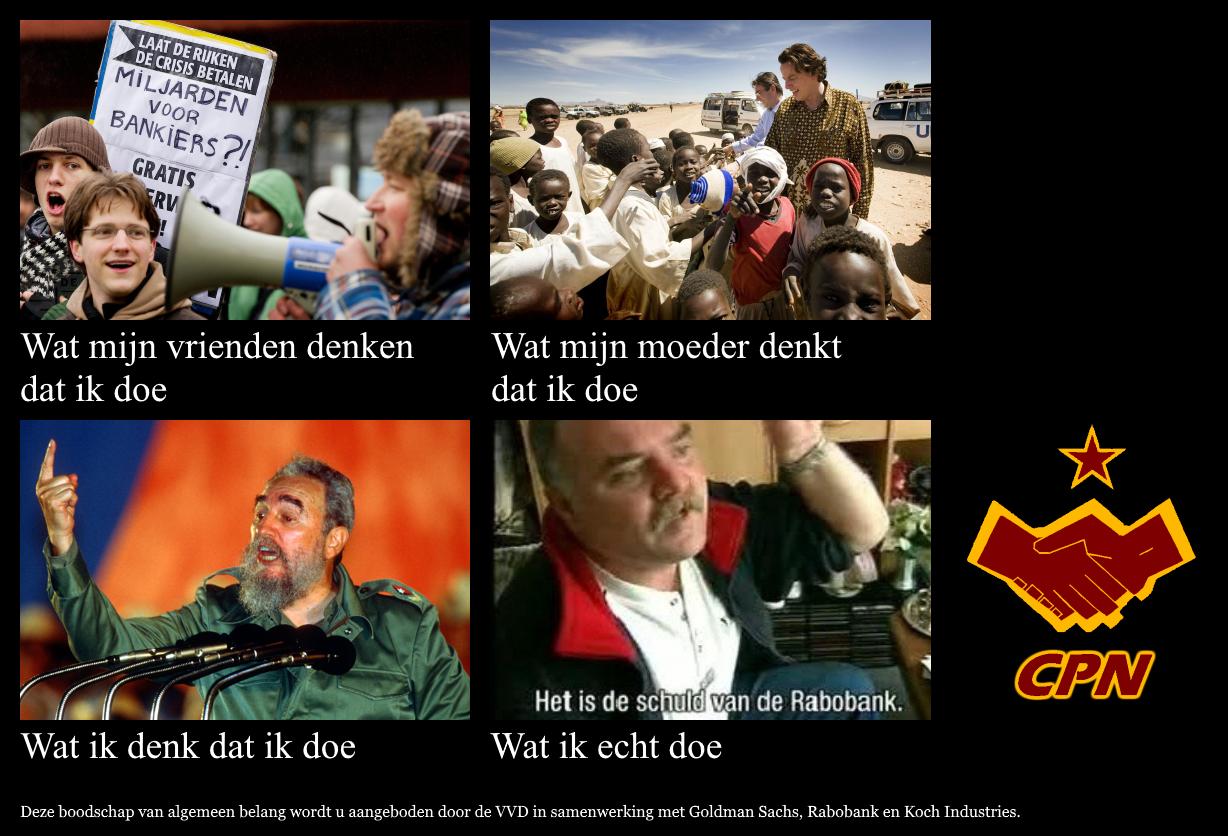 LAAT DE RIJKEN
DE CRISIS BETALEN
MILJARDEN
VOOR
BANKIERS?!
GRATIS
Wat mijn vrienden denken
dat ik doe
Wat mijn moeder denkt
dat ik doe
Het is de schuld van de Rabobank.
CPN
Wat ik denk dat ik doe
Wat ik echt doe
Deze boodschap van algemeen belang wordt u aangeboden door de VVD in samenwerking met Goldman Sachs, Rabobank en Koch Industries.